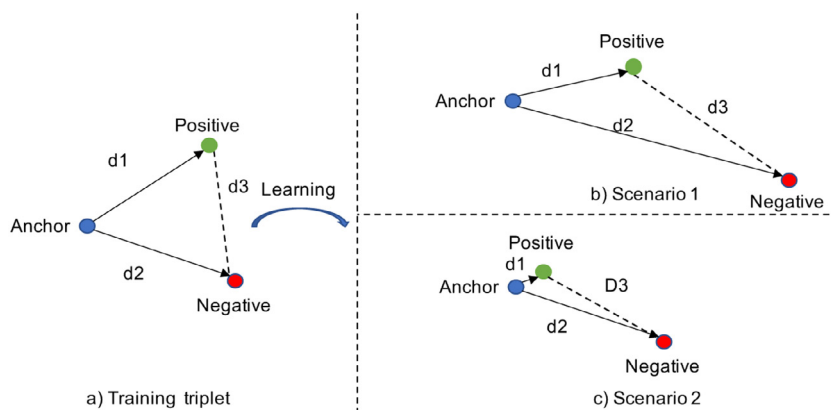 Positive
d1
d3
Learning
Anchor
d2
Negative
a) Training triplet
Positive
d1
Anchor
d3
d2
b) Scenario 1
Negative
Positive
d1
Anchor
D3
d2
Negative
c) Scenario 2